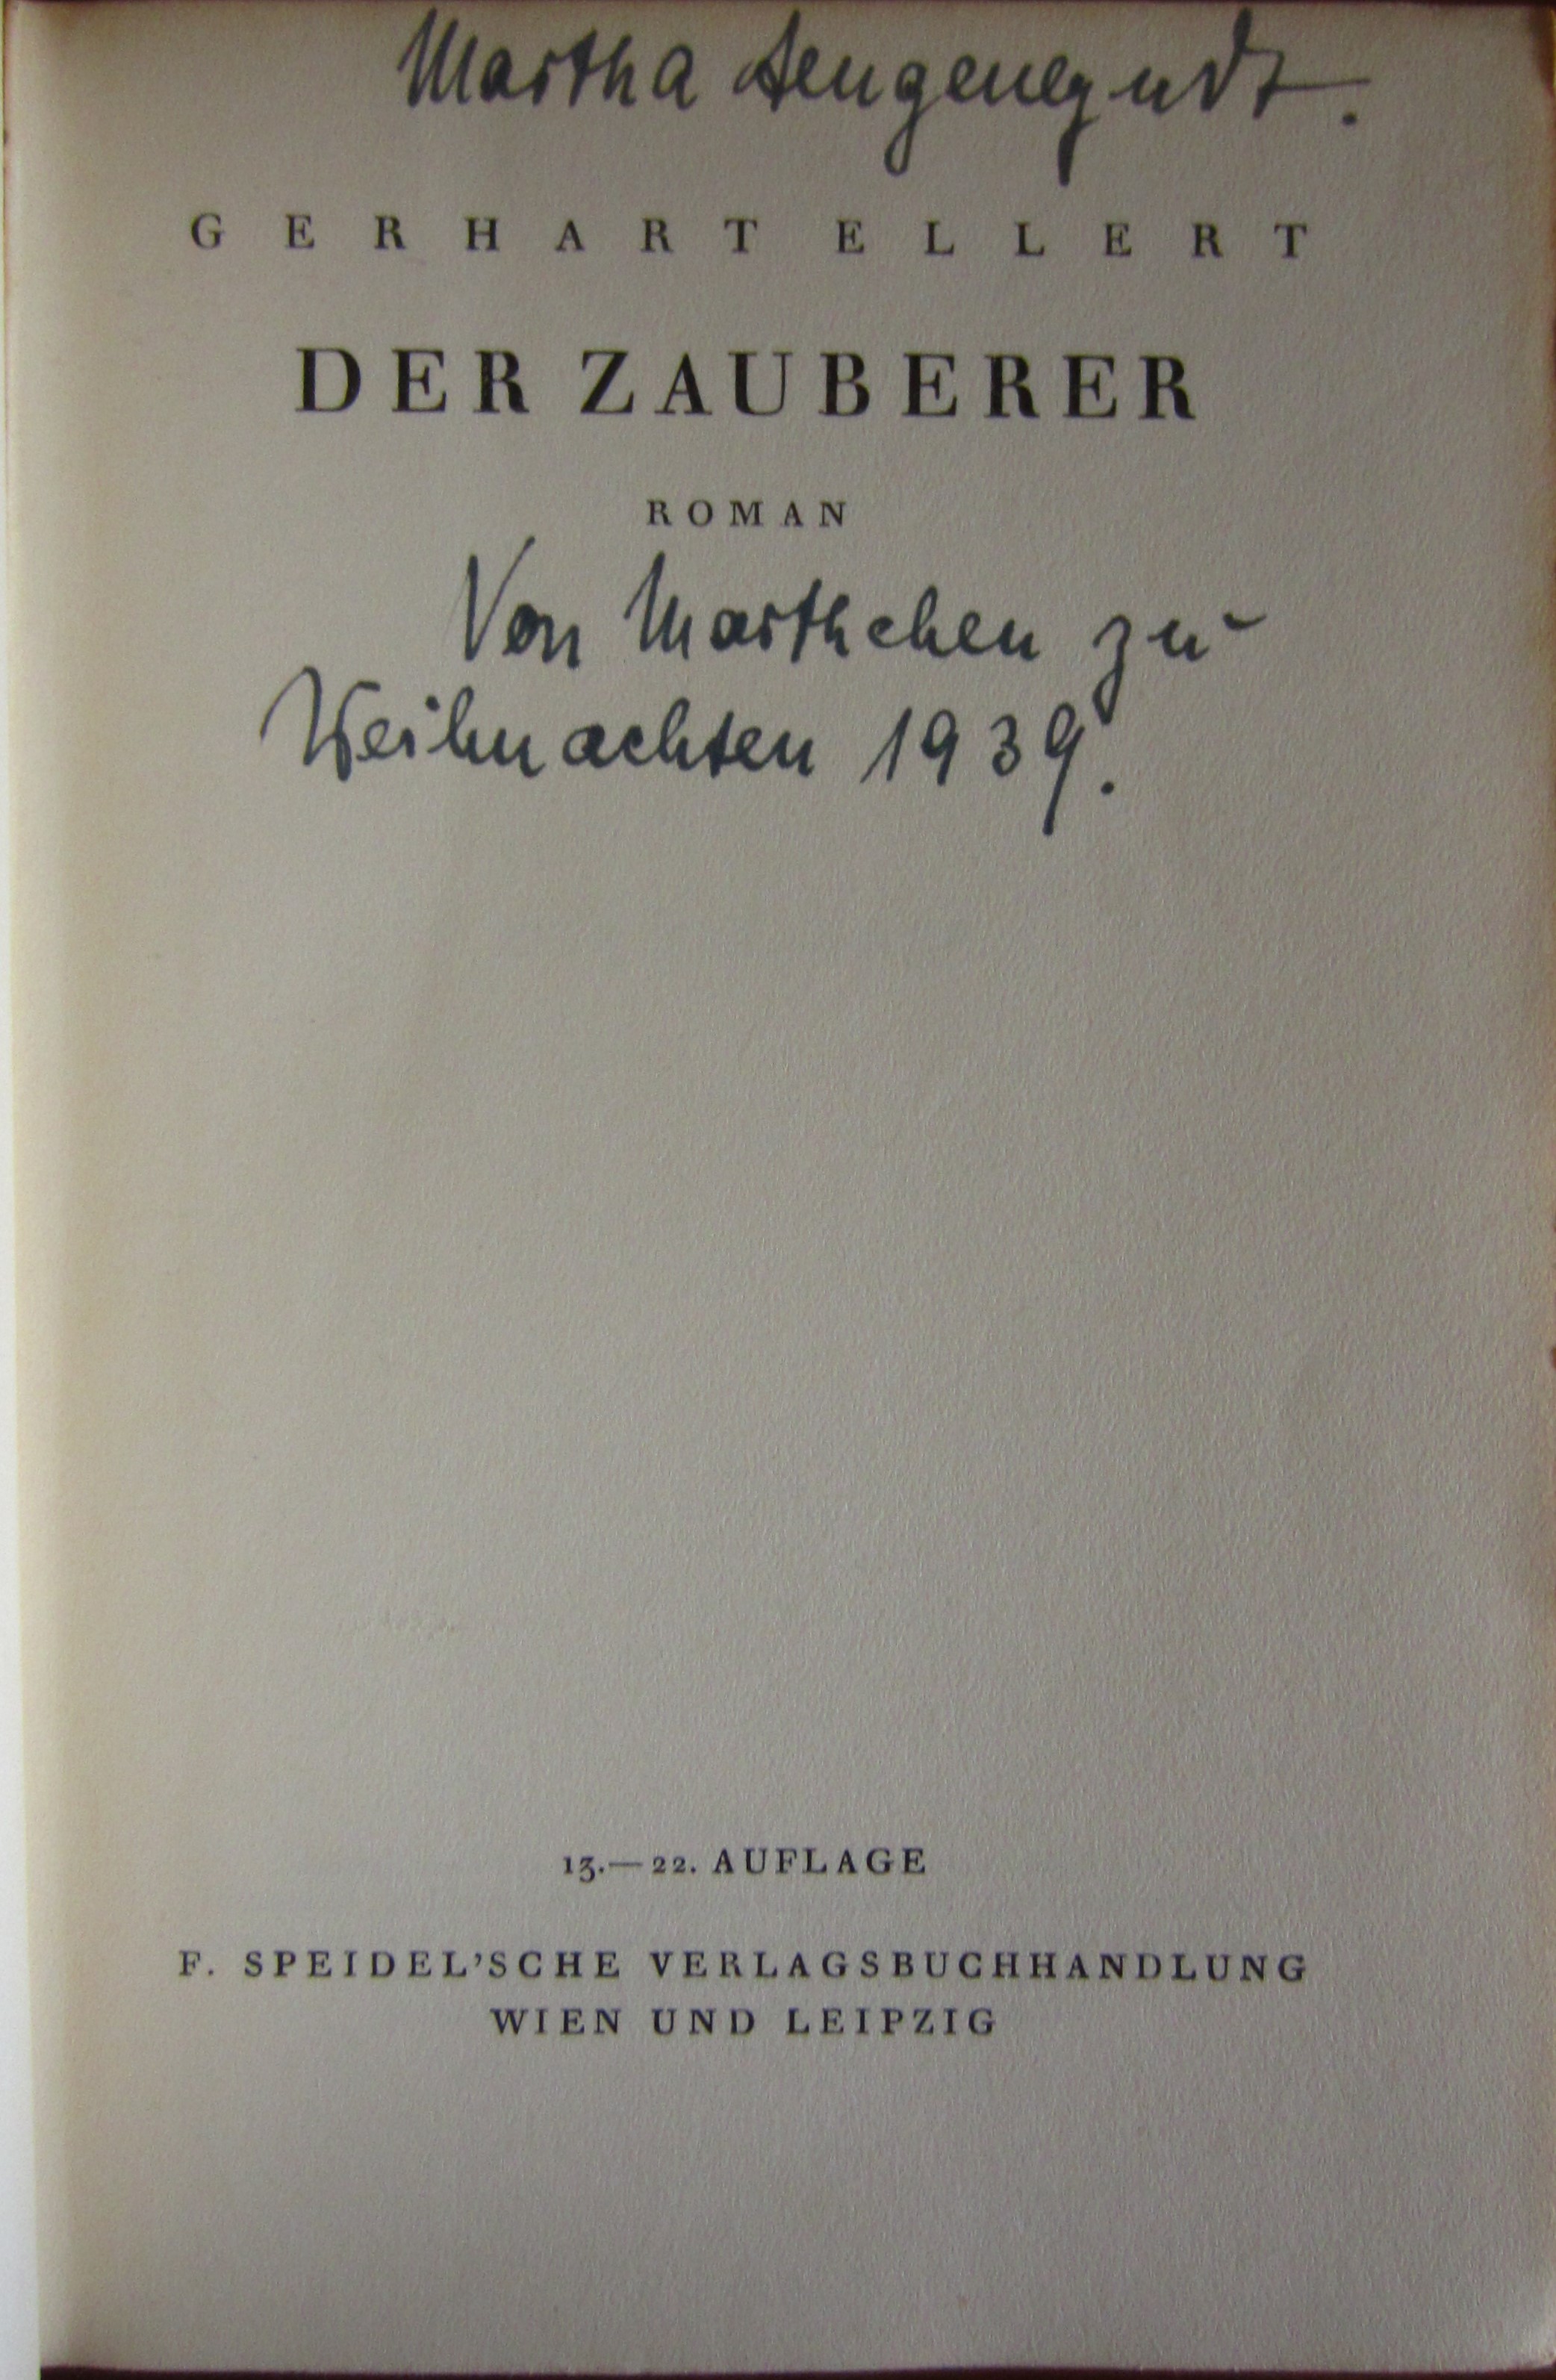 Martha
GERHART ELLERT
DER ZAUBERER
ROMAN
Von Marthchen zu
Weihnachten 1939.
13.—22. AUFLAGE
F. SPEIDEL'SCHE VERLAGSBUCHHANDLUNG
WIEN UND LEIPZIG